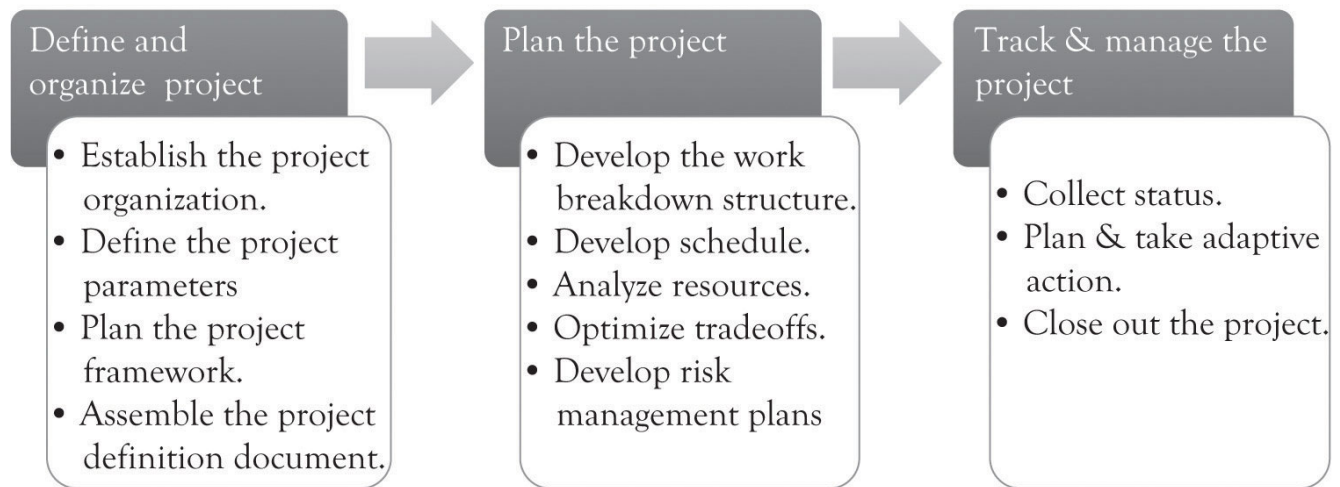 Define and
organize project
• Establish the project
organization.
• Define the project
parameters
• Plan the project
framework.
• Assemble the project
definition document.
Plan the project
• Develop the work
breakdown structure.
• Develop schedule.
• Analyze resources.
• Optimize tradeoffs.
• Develop risk
management plans
Track & manage the
project
• Collect status.
• Plan & take adaptive
action.
• Close out the project.